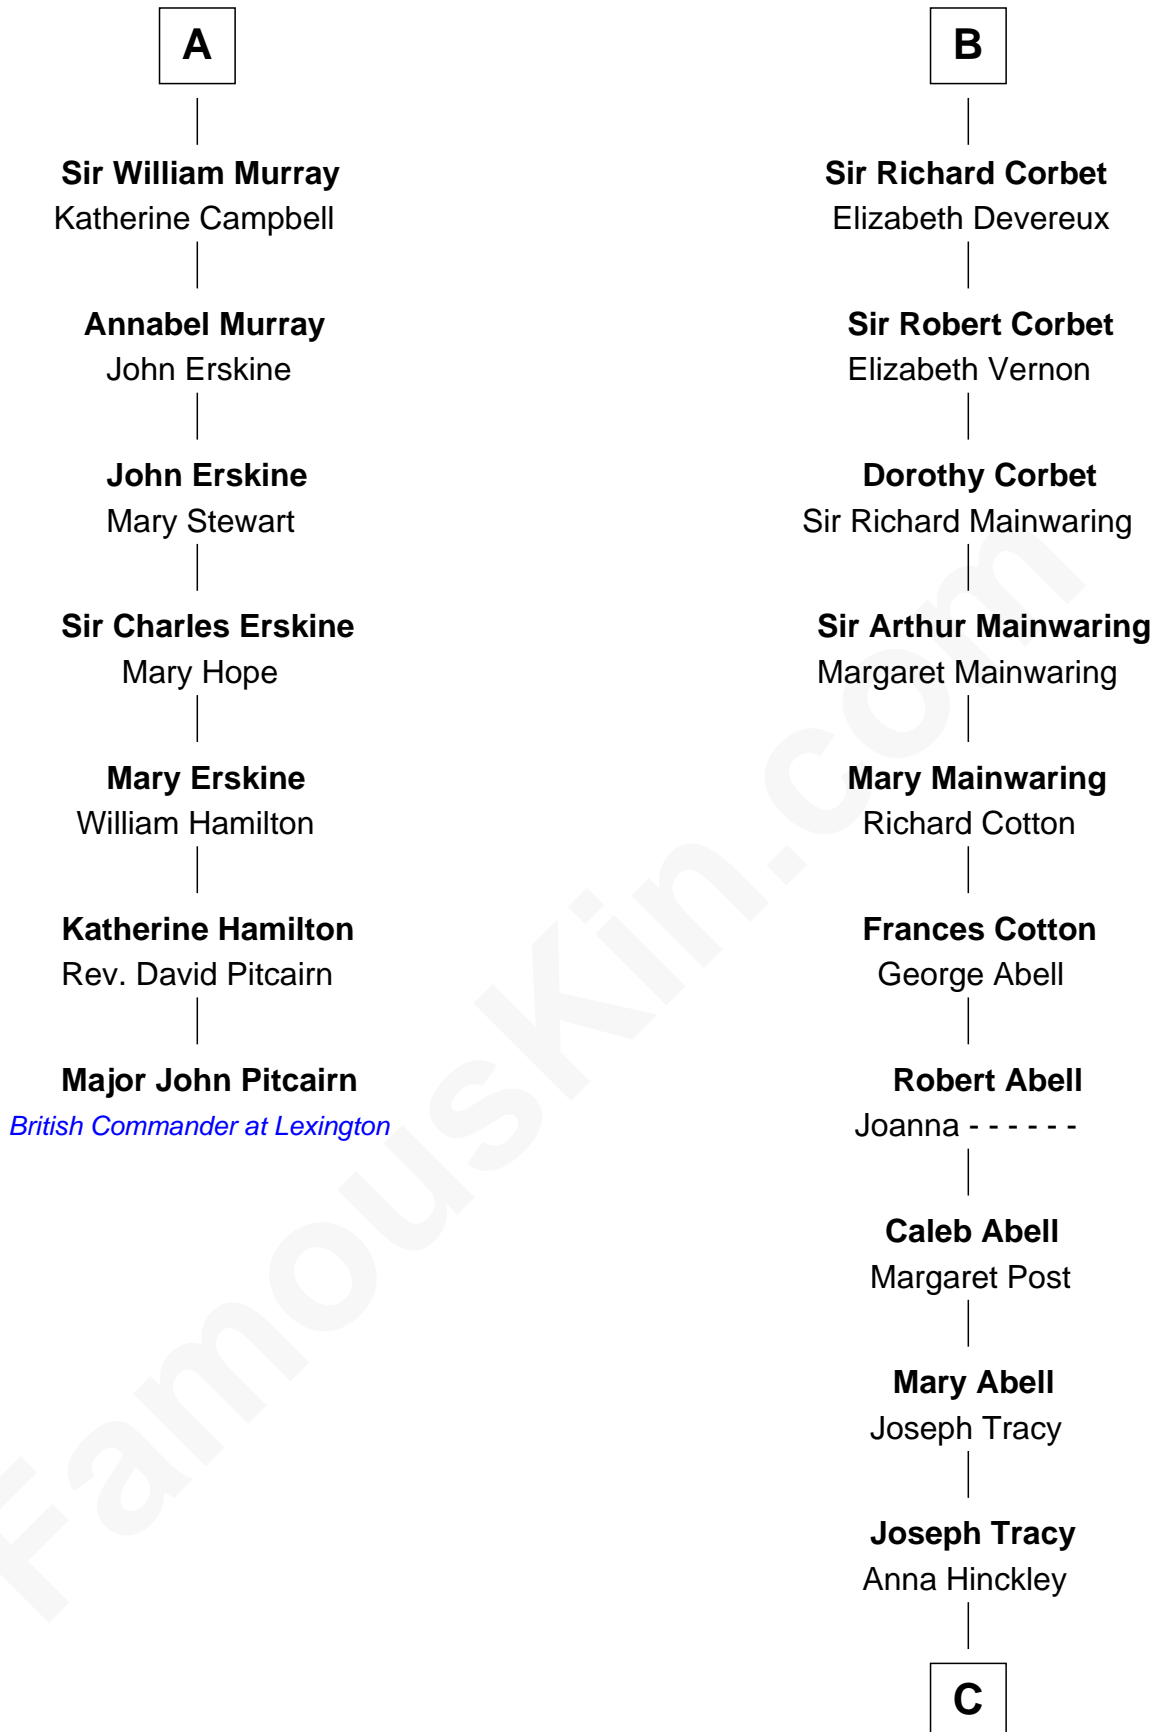 A
Sir William Murray
Katherine Campbell
Annabel Murray
John Erskine
John Erskine
Mary Stewart
Sir Charles Erskine
Mary Hope
Mary Erskine
William Hamilton
Katherine Hamilton
Rev. David Pitcairn
Major John Pitcairn
British Commander at Lexington
B
Sir Richard Corbet
Elizabeth Devereux
Sir Robert Corbet
Elizabeth Vernon
Dorothy Corbet
Sir Richard Mainwaring
Sir Arthur Mainwaring
Margaret Mainwaring
Mary Mainwaring
Richard Cotton
Frances Cotton
George Abell
Robert Abell
Joanna - - - - - -
Caleb Abell
Margaret Post
Mary Abell
Joseph Tracy
Joseph Tracy
Anna Hinckley
C
FamousKin.com